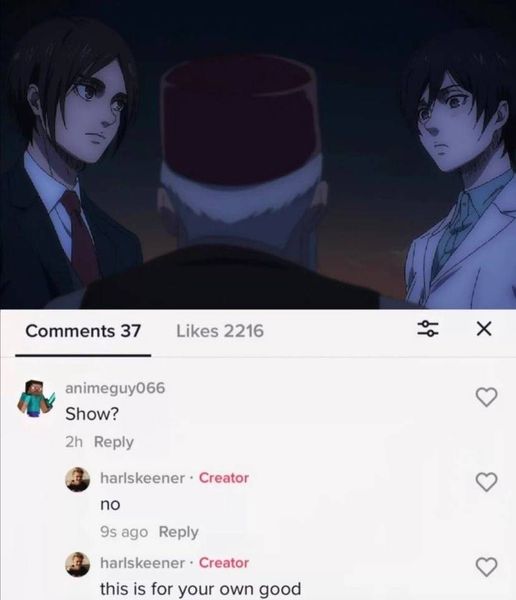 Comments 37 Likes 2216
animeguy066
Show?
2h Reply
harlskeener · Creator
no
9s ago Reply
harlskeener · Creator
this is for your own good